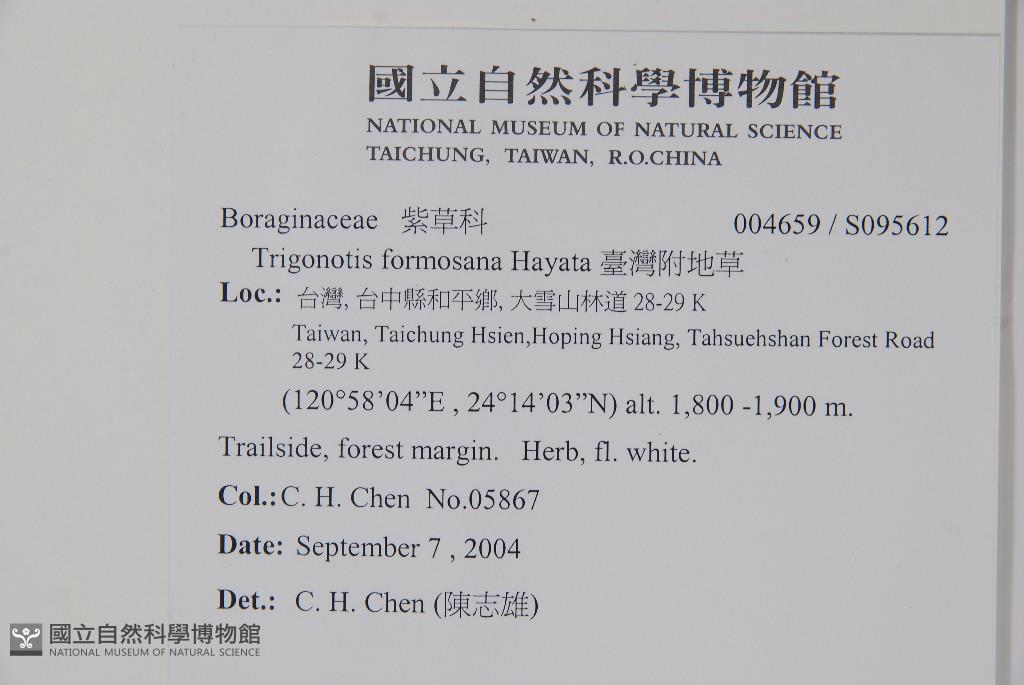 國立自然科學博物館
NATIONAL MUSEUM OF NATURAL SCIENCE
TAICHUNG, TAIWAN, R.O.CHINA
Boraginaceae 紫草科 004659 / S095612
Trigonotis formosana Hayata 臺灣附地草
Loc.: 台灣, 台中縣和平鄉, 大雪山林道 28-29 K
Taiwan, Taichung Hsien,Hoping Hsiang, Tahsuehshan Forest Road
28-29 K
(120°58’04”E , 24°14’03”N) alt. 1,800 -1,900 m.
Trailside, forest margin. Herb, fl. white.
Col.: C. H. Chen No.05867
Date: September 7 , 2004
Det.: C. H. Chen (陳志雄)
國立自然科學博物館
NATIONAL MUSEUM OF NATURAL SCIENCE